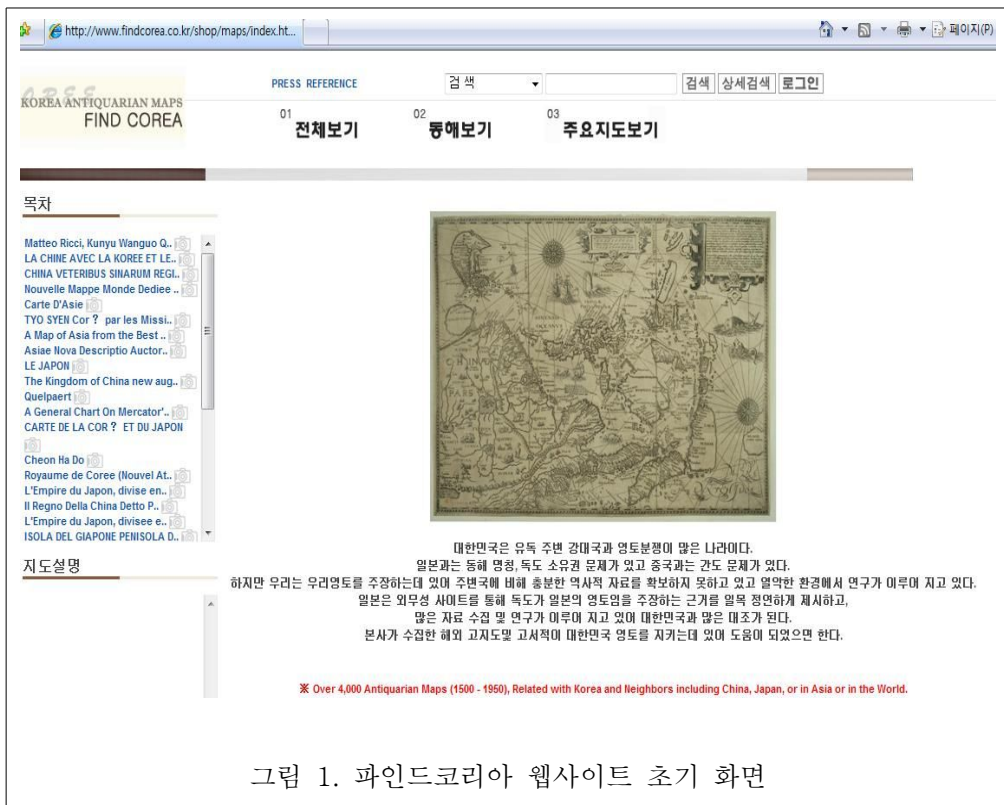 http://www.findcorea.co.kr/shop/maps/index.ht...
페이지(P)
KOREA ANTIQUARIAN MAPS
FIND COREA
PRESS REFERENCE
검색
검색 상세검색 로그인
01 전체보기
02 동해보기
03 주요지도보기
목차
Matteo Ricci, Kunyu Wanguo Q..
LA CHINE AVEC LA KOREE ET LE..
CHINA VETERIBUS SINARUM REGI..
Nouvelle Mappe Monde Dediee ..
Carte D'Asie
TYO SYEN Cor ? par les Missi..
A Map of Asia from the Best ..
Asiae Nova Descriptio Auctor..
LE JAPON
The Kingdom of China new aug..
Quelpaert
A General Chart On Mercator'..
CARTE DE LA COR ? ET DU JAPON
Cheon Ha Do
Royaume de Coree (Nouvel At..
L'Empire du Japon, divise en..
Il Regno Della China Detto P..
L'Empire du Japon, divisee e..
ISOLA DEL GIAPONE PENISOLA D..
지도설명
대한민국은 유독 주변 강대국과 영토분쟁이 많은 나라이다.
일본과는 동해 명칭, 독도 소유권 문제가 있고 중국과는 간도 문제가 있다.
하지만 우리는 우리영토를 주장하는데 있어 주변국에 비해 충분한 역사적 자료를 확보하지 못하고 있고 열악한 환경에서 연구가 이루어 지고 있다.
일본은 외무성 사이트를 통해 독도가 일본의 영토임을 주장하는 근거를 일목 정연하게 제시하고,
많은 자료 수집 및 연구가 이루어 지고 있어 대한민국과 많은 대조가 된다.
본사가 수집한 해외 고지도및 고서적이 대한민국 영토를 지키는데 있어 도움이 되었으면 한다.
※ Over 4,000 Antiquarian Maps (1500 - 1950), Related with Korea and Neighbors including China, Japan, or in Asia or in the World.
그림 1. 파인드코리아 웹사이트 초기 화면